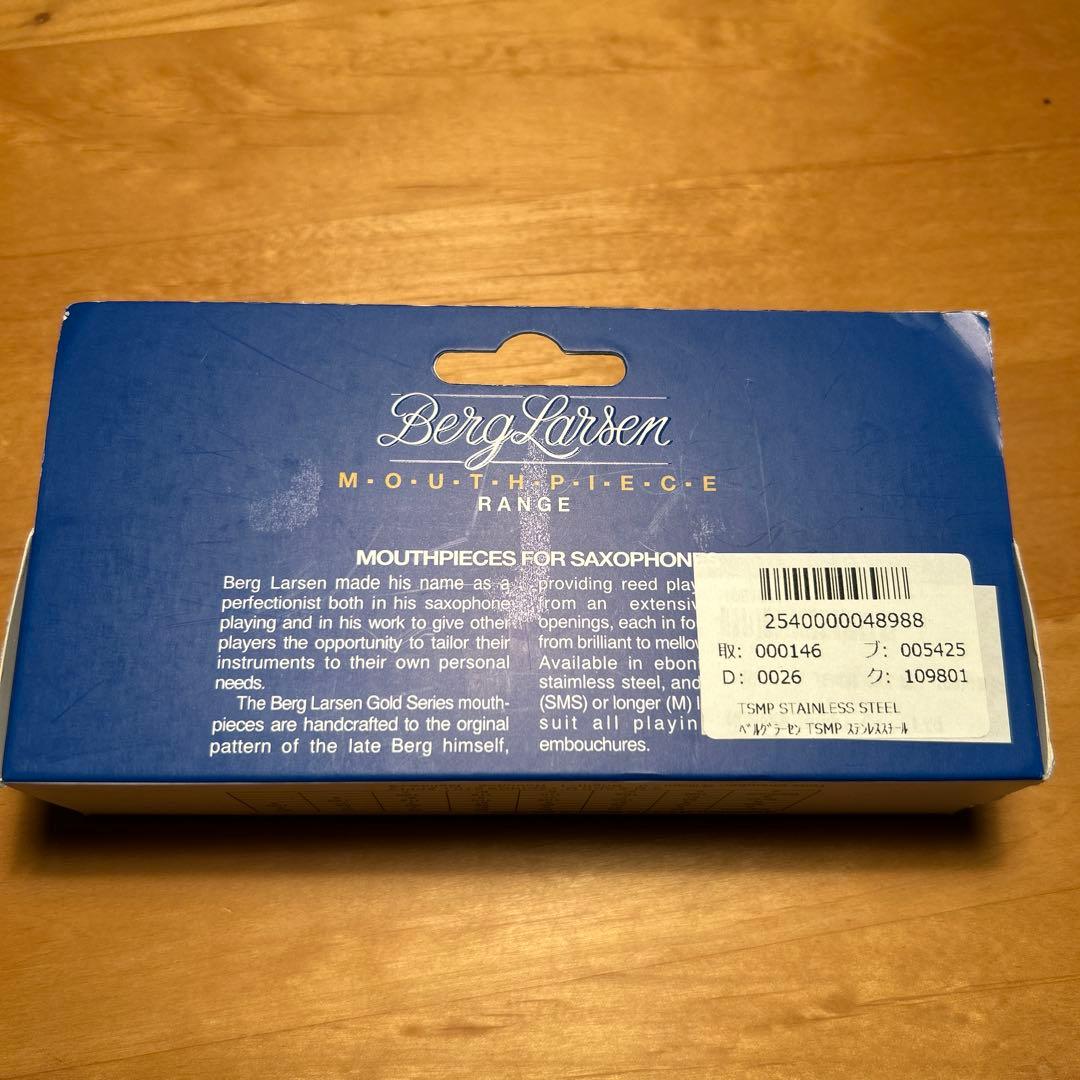 Berg Larsen
M·O·U·T·H·P·I·E·C·E
RANGE
MOUTHPIECES FOR SAXOPHONES
Berg Larsen made his name as a
perfectionist both in his saxophone
playing and in his work to give other
players the opportunity to tailor their
instruments to their own personal
needs.
The Berg Larsen Gold Series mouth-
pieces are handcrafted to the orginal
pattern of the late Berg himself,
providing reed play
from an extensiv
openings, each in fo
from brilliant to mellow
Available in ebon
stainless steel, and
(SMS) or longer (M) l
suit all playin
embouchures.
2540000048988
取: 000146 ブ: 005425
D: 0026 ク: 109801
TSMP STAINLESS STEEL
ﾍﾞﾙｸﾞﾗｰｾﾝ TSMP ｽﾃﾝﾚｽｽﾁｰﾙ